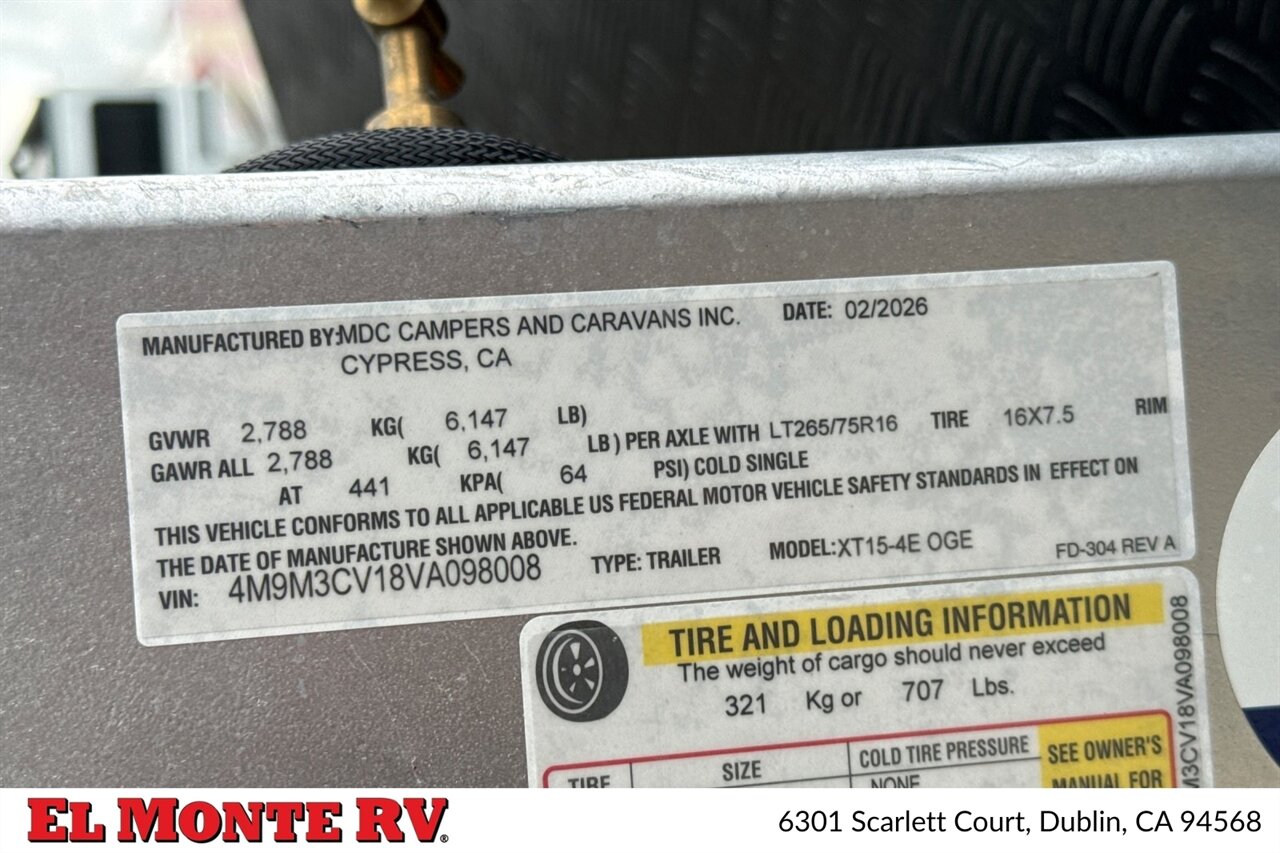 MANUFACTURED BY:MDC CAMPERS AND CARAVANS INC. DATE: 02/2026
CYPRESS, CA
GVWR 2,788 KG( 6,147 LB)
GAWR ALL 2,788 KG( 6,147 LB) PER AXLE WITH LT265/75R16 TIRE 16X7.5 RIM
AT 441 KPA( 64 PSI) COLD SINGLE
THIS VEHICLE CONFORMS TO ALL APPLICABLE US FEDERAL MOTOR VEHICLE SAFETY STANDARDS IN EFFECT ON
THE DATE OF MANUFACTURE SHOWN ABOVE.
VIN: 4M9M3CV18VA098008 TYPE: TRAILER MODEL:XT15-4E OGE FD-304 REV A
TIRE AND LOADING INFORMATION
The weight of cargo should never exceed
321 Kg or 707 Lbs.
TIRE SIZE COLD TIRE PRESSURE SEE OWNER'S
NONE MANUAL FOR
M3CV18VA098008
EL MONTE RV®
6301 Scarlett Court, Dublin, CA 94568